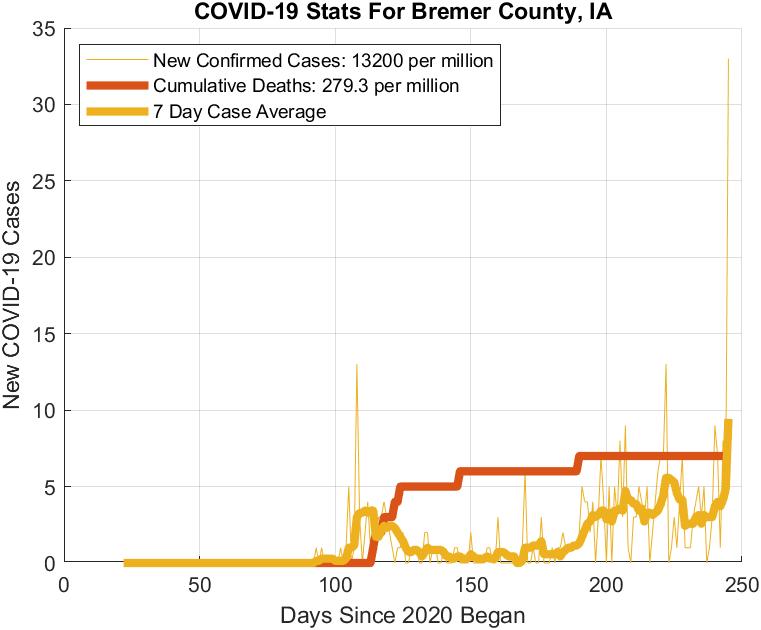 COVID-19 Stats For Bremer County, IA
New Confirmed Cases: 13200 per million
Cumulative Deaths: 279.3 per million
7 Day Case Average
New COVID-19 Cases
35
30
25
20
15
10
5
0
0 50 100 150 200 250
Days Since 2020 Began